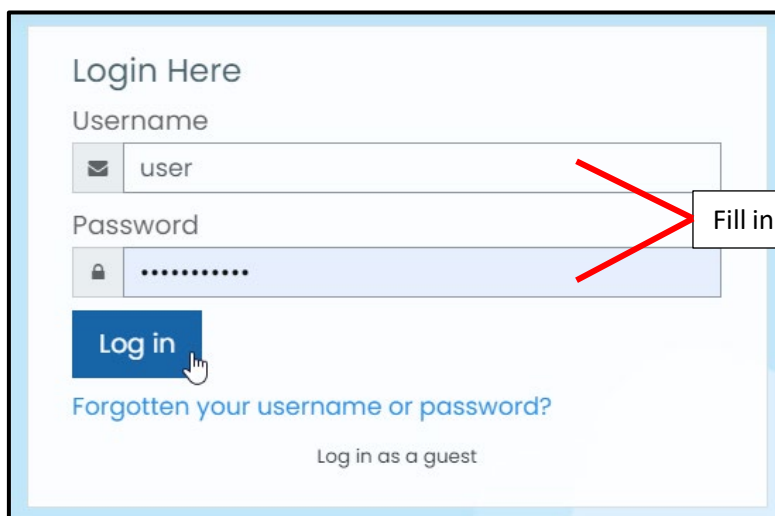 Login Here
Username
user
Fill in
Password
•••••••••••
Log in
Forgotten your username or password?
Log in as a guest